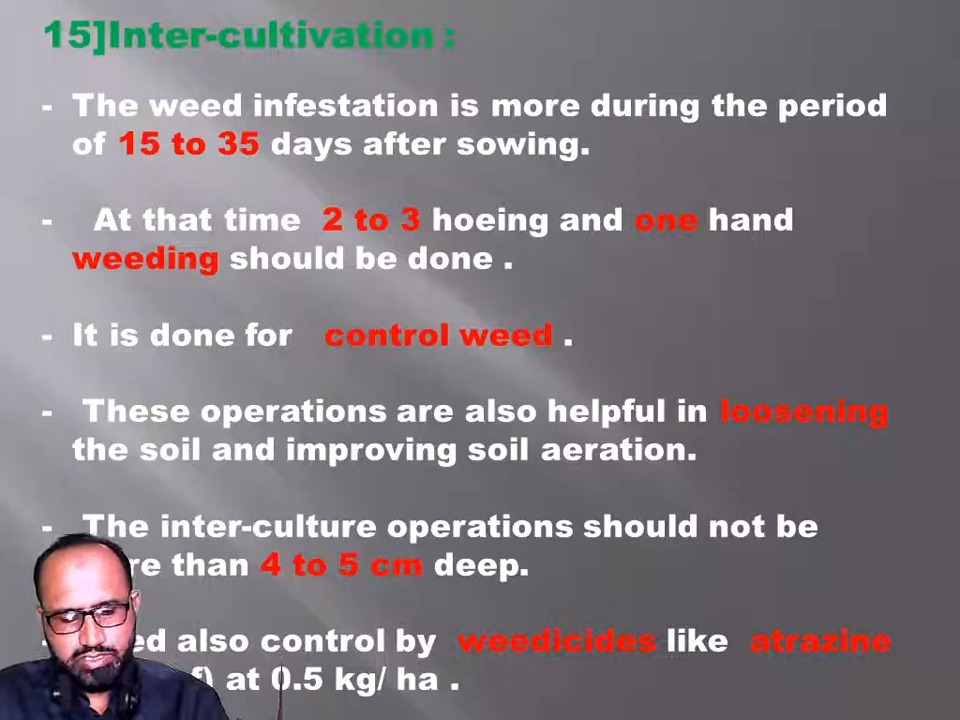 15]Inter-cultivation :
- The weed infestation is more during the period
of 15 to 35 days after sowing.
- At that time 2 to 3 hoeing and one hand
weeding should be done .
- It is done for control weed .
- These operations are also helpful in loosening
the soil and improving soil aeration.
- The inter-culture operations should not be
than 4 to 5 cm deep.
- also control by weedicides like atrazine
at 0.5 kg/ ha .